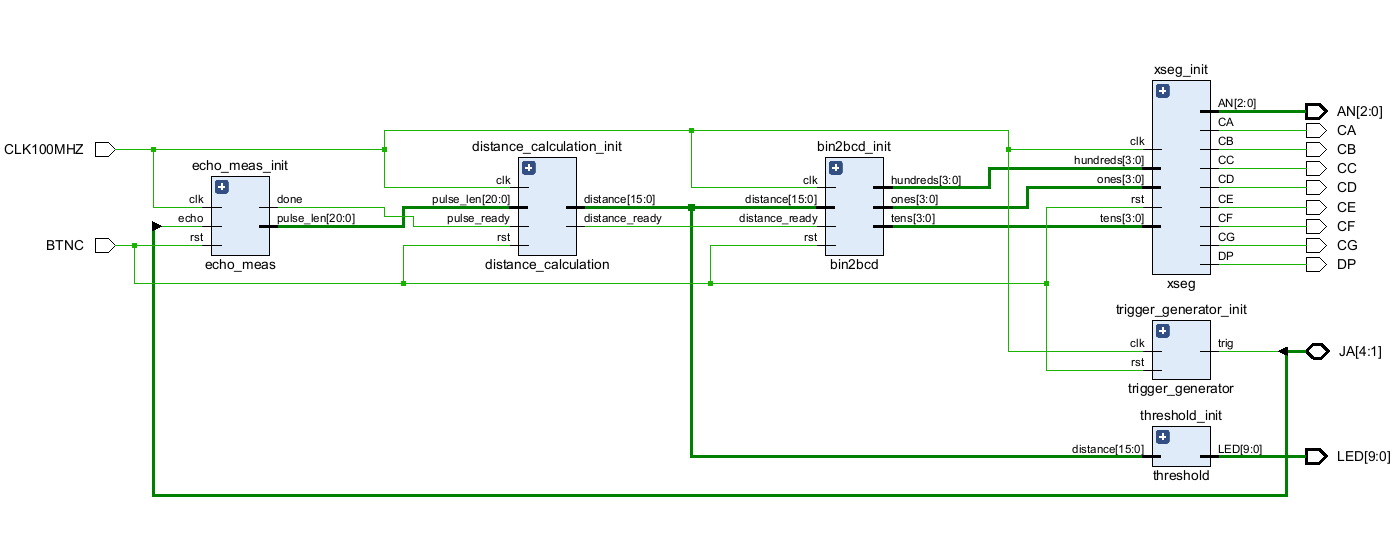 CLK100MHZ
BTNC
echo_meas_init
clk
echo
rst
done
pulse_len[20:0]
echo_meas
distance_calculation_init
clk
pulse_len[20:0]
pulse_ready
rst
distance[15:0]
distance_ready
distance_calculation
bin2bcd_init
clk
distance[15:0]
distance_ready
rst
hundreds[3:0]
ones[3:0]
tens[3:0]
bin2bcd
xseg_init
clk
hundreds[3:0]
ones[3:0]
rst
tens[3:0]
AN[2:0]
CA
CB
CC
CD
CE
CF
CG
DP
xseg
AN[2:0]
CA
CB
CC
CD
CE
CF
CG
DP
trigger_generator_init
clk
rst
trig
trigger_generator
JA[4:1]
threshold_init
distance[15:0]
LED[9:0]
threshold
LED[9:0]